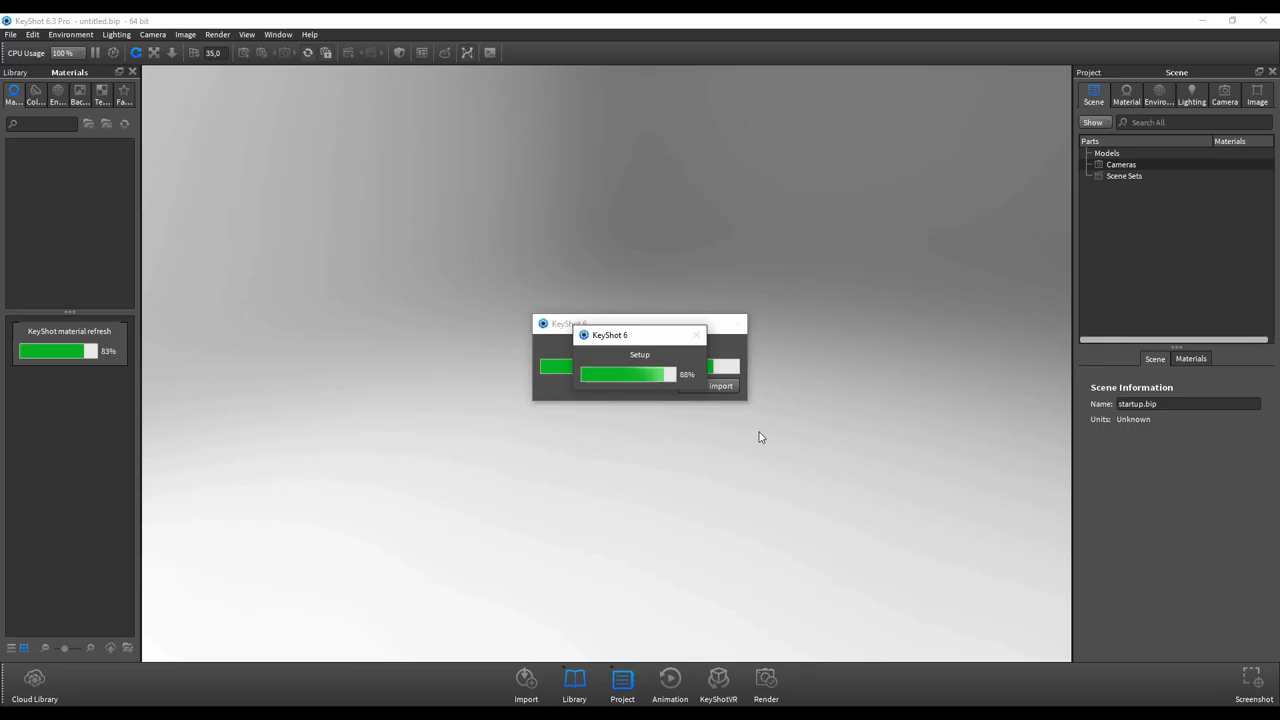 KeyShot 6.3 Pro - untitled.bip - 64 bit
File Edit Environment Lighting Camera Image Render View Window Help
CPU Usage 100 % 35,0
Library Materials
Ma... Col... En... Bac... Te... Fa...
KeyShot material refresh
83%
KeyShot 6
KeyShot 6
Setup
88%
import
Project Scene
Scene Material Enviro... Lighting Camera Image
Show Search All
Parts Materials
Models
Cameras
Scene Sets
Scene Materials
Scene Information
Name: startup.bip
Units: Unknown
Cloud Library Import Library Project Animation KeyShotVR Render Screenshot